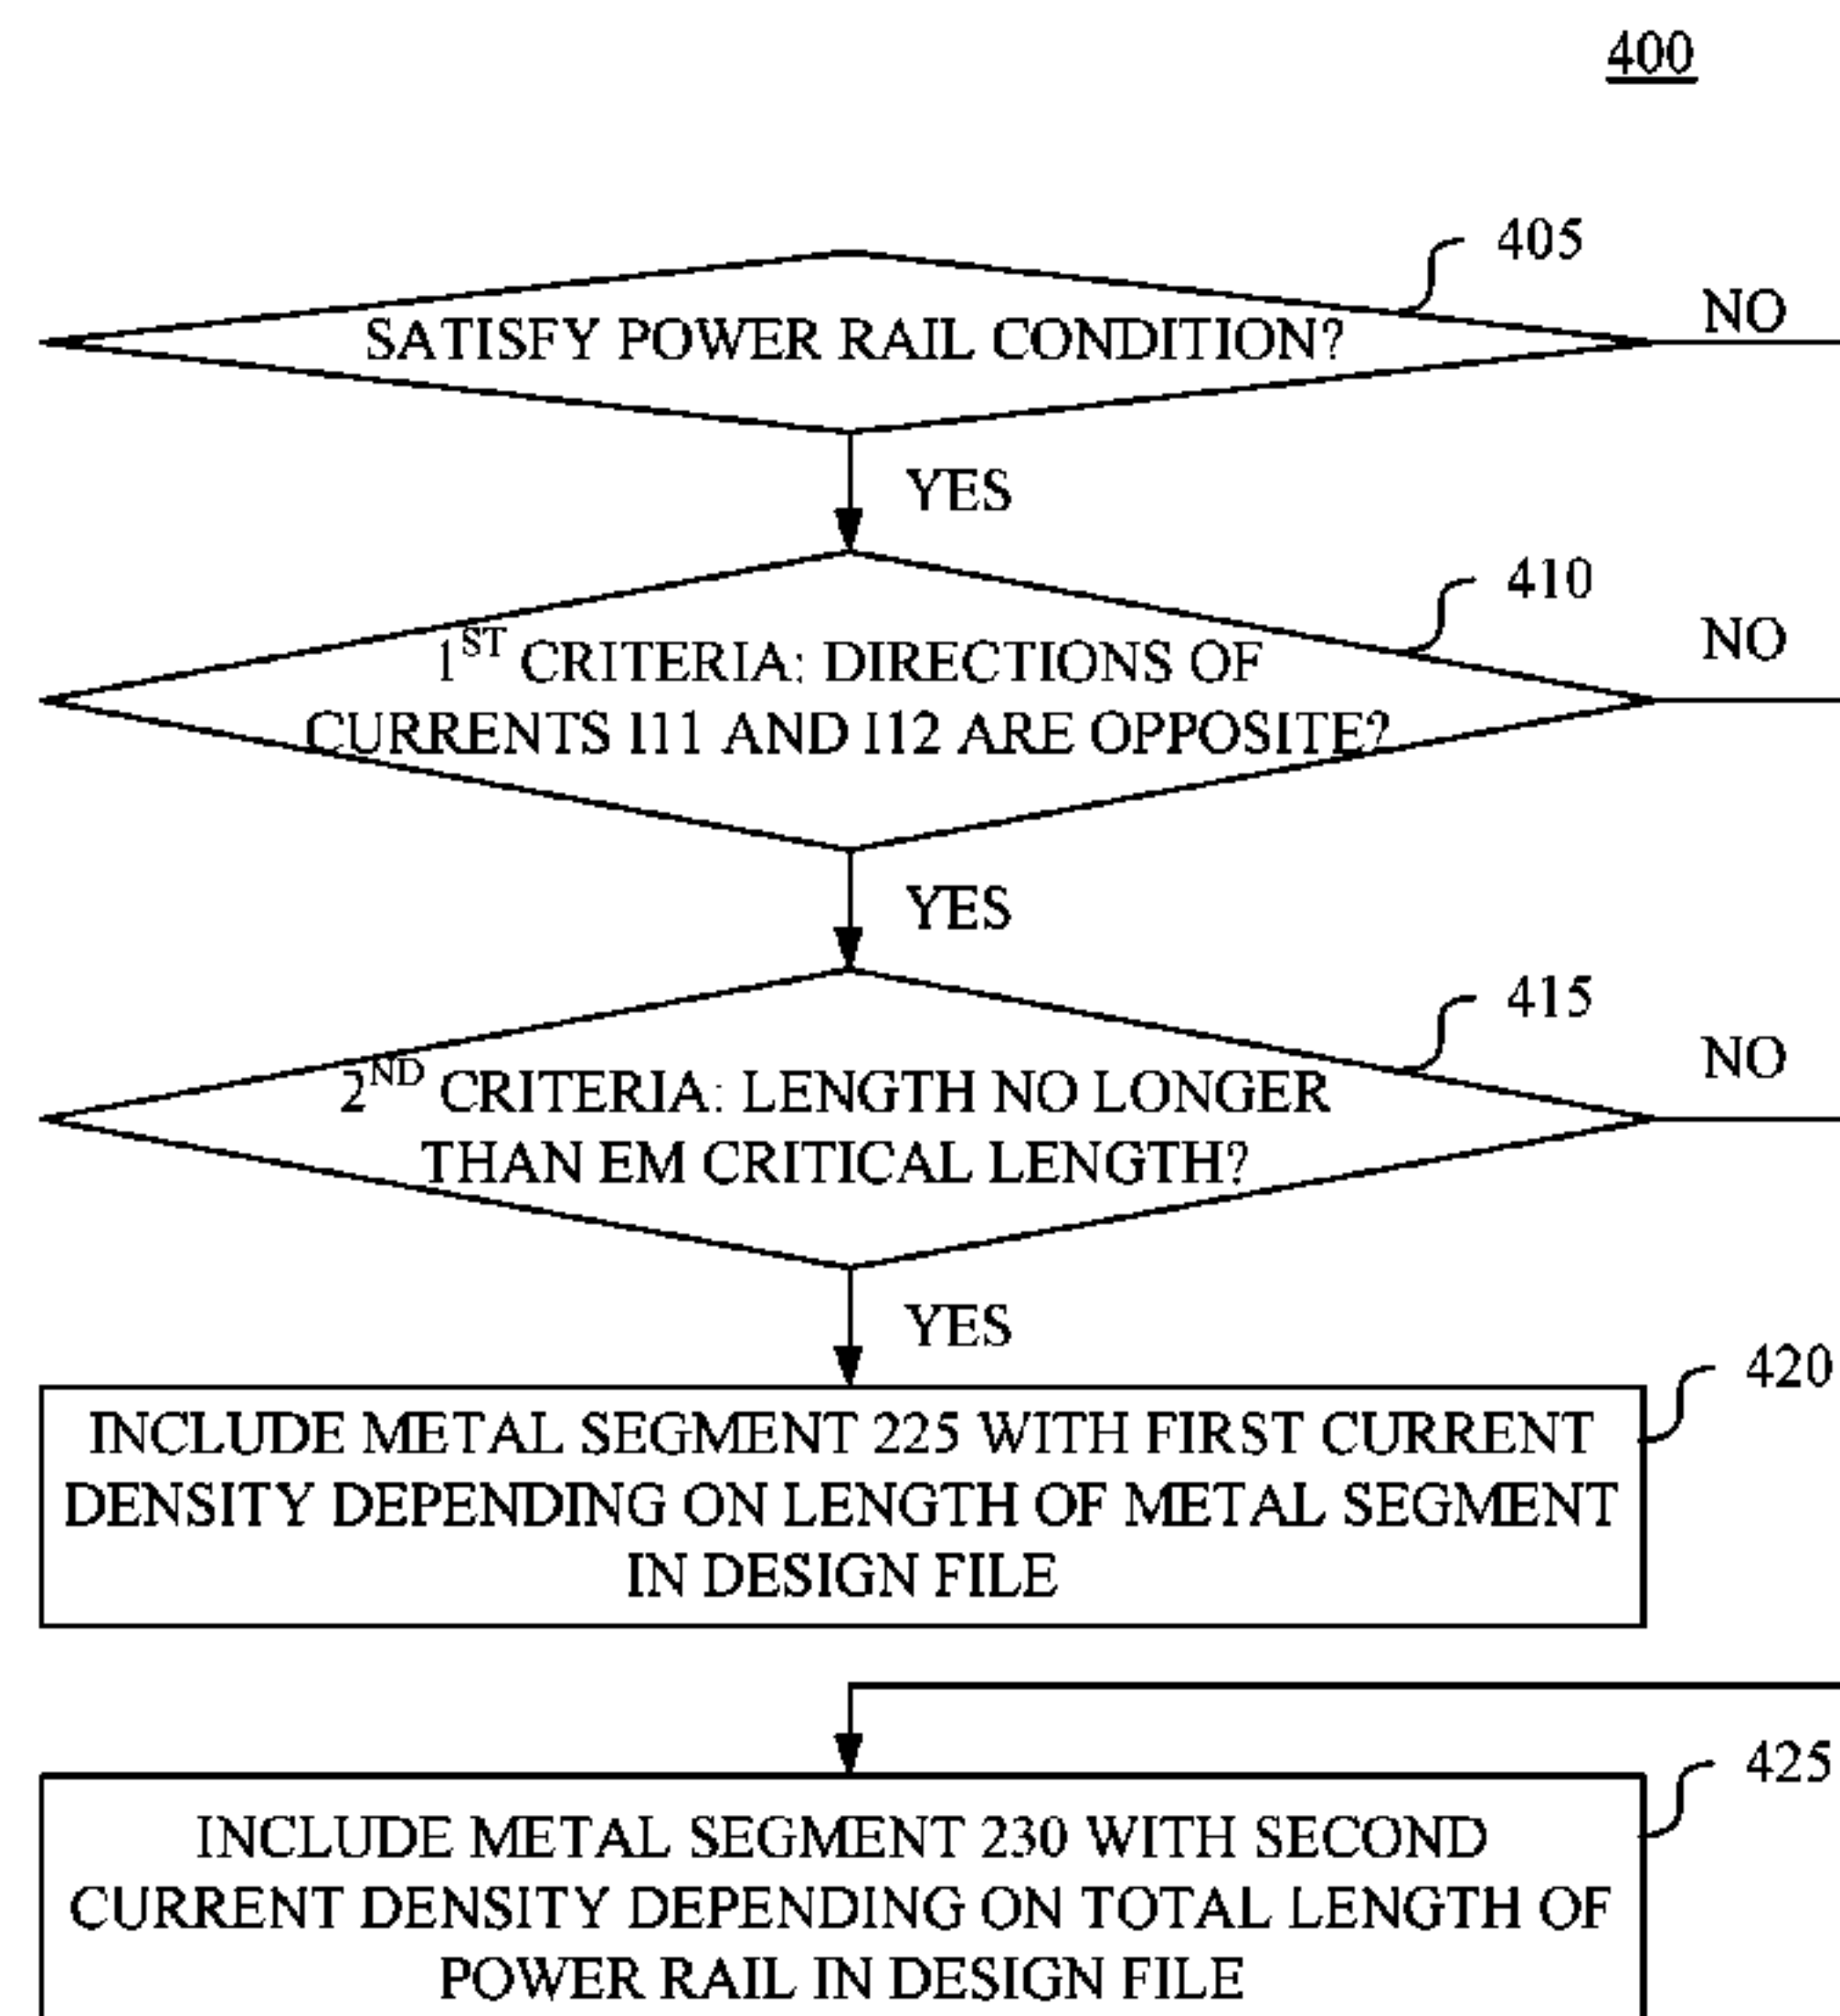 400
405
SATISFY POWER RAIL CONDITION?
NO
YES
410
1ST CRITERIA: DIRECTIONS OF
CURRENTS I11 AND I12 ARE OPPOSITE?
NO
YES
415
2ND CRITERIA: LENGTH NO LONGER
THAN EM CRITICAL LENGTH?
NO
YES
420
INCLUDE METAL SEGMENT 225 WITH FIRST CURRENT
DENSITY DEPENDING ON LENGTH OF METAL SEGMENT
IN DESIGN FILE
425
INCLUDE METAL SEGMENT 230 WITH SECOND
CURRENT DENSITY DEPENDING ON TOTAL LENGTH OF
POWER RAIL IN DESIGN FILE